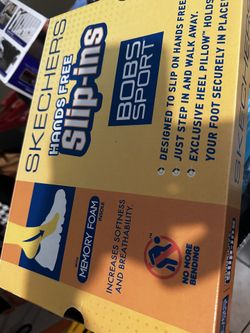 SKECHERS
HANDS FREE
Slip-ins
BOBS
SPORT
DESIGNED TO SLIP ON HANDS FREE
JUST STEP IN AND WALK AWAY.
EXCLUSIVE HEEL PILLOW™ HOLDS
YOUR FOOT SECURELY IN PLACE
MEMORY FOAM
INCREASES SOFTNESS
AND BREATHABILITY.
NO MORE
BENDING